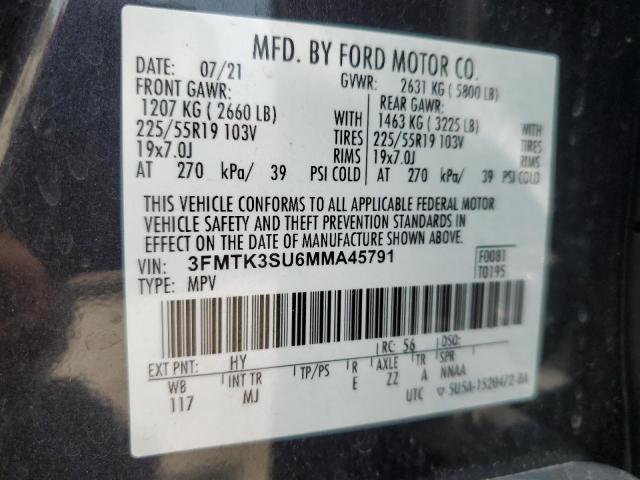 MFD. BY FORD MOTOR CO.
DATE: 07/21 GVWR: 2631 KG ( 5800 LB)
FRONT GAWR: REAR GAWR:
1207 KG ( 2660 LB) WITH 1463 KG ( 3225 LB) WITH
225/55R19 103V TIRES 225/55R19 103V TIRES
19x7.0J RIMS 19x7.0J RIMS
AT 270 kPa/ 39 PSI COLD AT 270 kPa/ 39 PSI COLD
THIS VEHICLE CONFORMS TO ALL APPLICABLE FEDERAL MOTOR
VEHICLE SAFETY AND THEFT PREVENTION STANDARDS IN
EFFECT ON THE DATE OF MANUFACTURE SHOWN ABOVE.
VIN: 3FMTK3SU6MMA45791 F0081
TYPE: MPV T0195
EXT PNT: HY RC: 56 DSO:
WB INT TR TP/PS R AXLE TR SPR
117 MJ E ZZ A NNAA
UTC ▽ 5U5A-1520472-BA